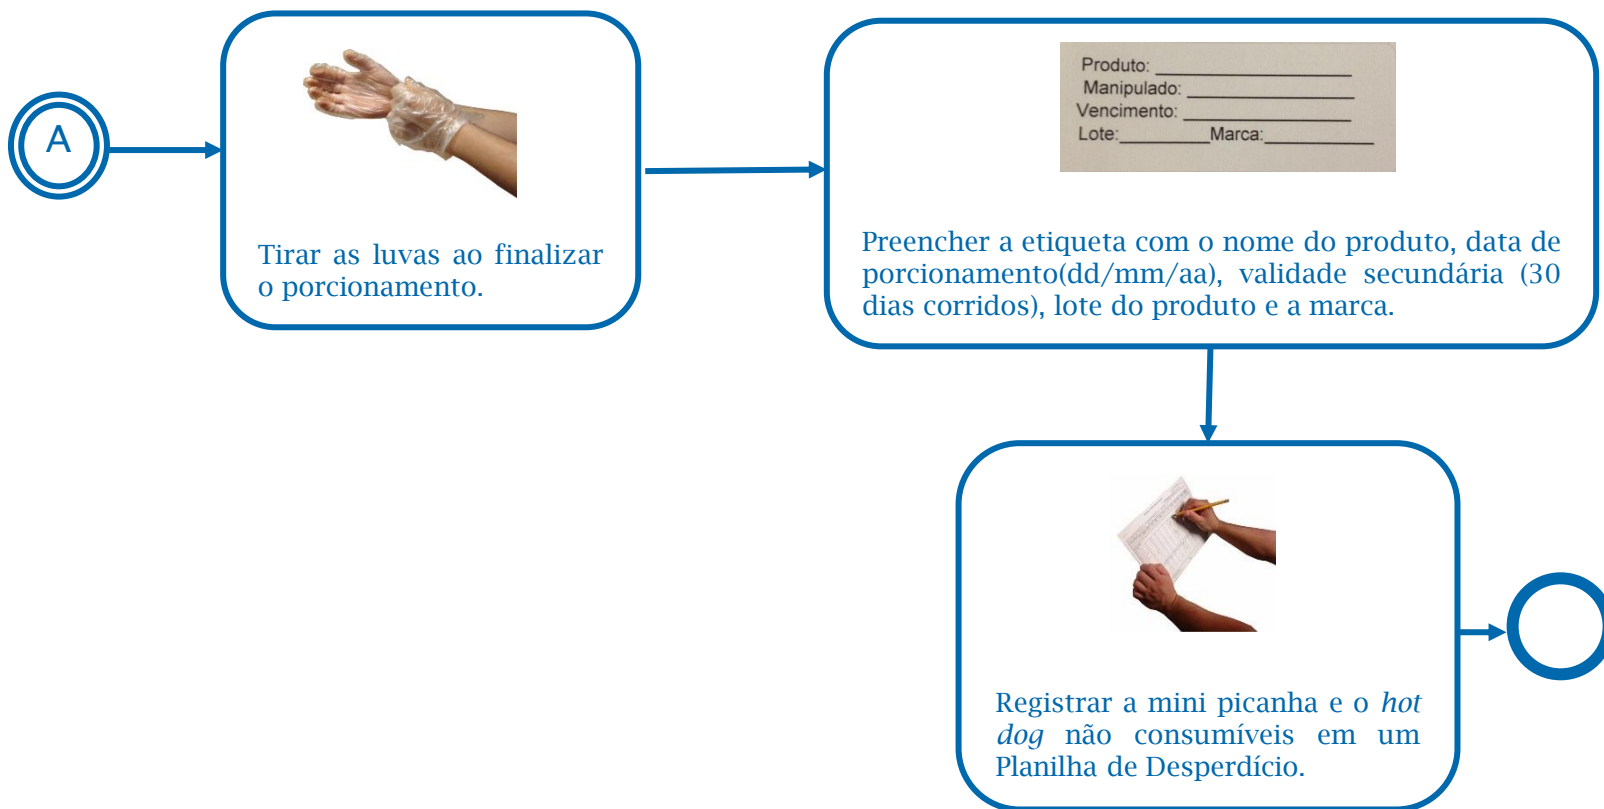 A
Tirar as luvas ao finalizar
o porcionamento.
Produto:
Manipulado:
Vencimento:
Lote: Marca:
Preencher a etiqueta com o nome do produto, data de
porcionamento(dd/mm/aa), validade secundária (30
dias corridos), lote do produto e a marca.
Registrar a mini picanha e o hot
dog não consumíveis em um
Planilha de Desperdício.